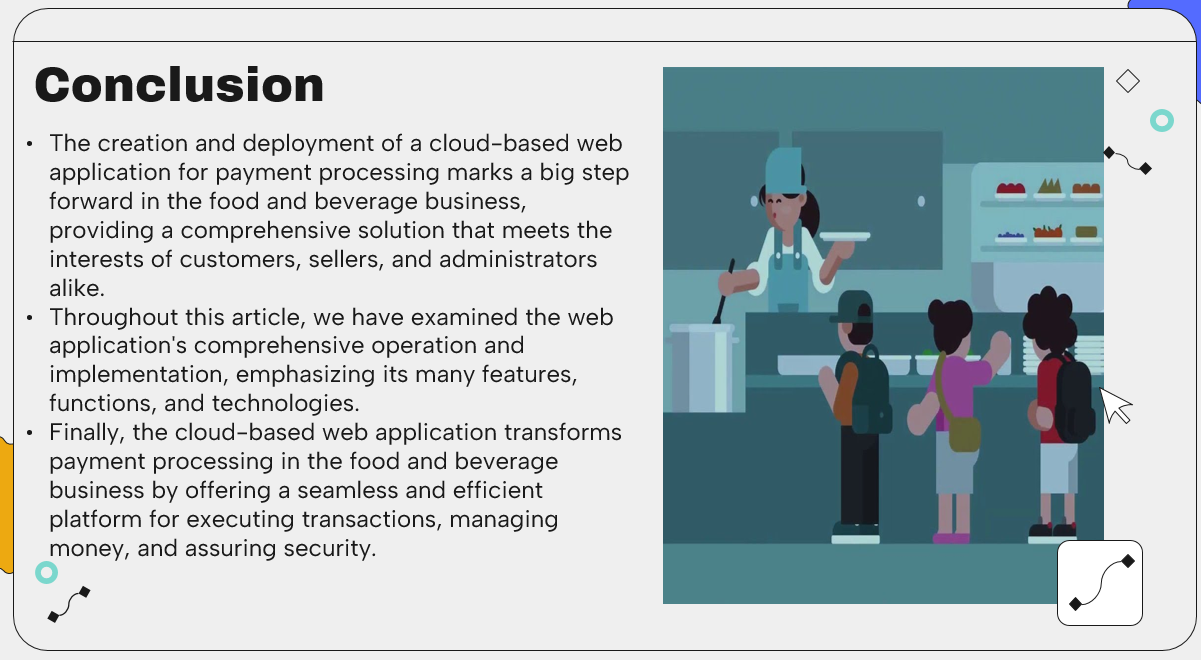 Conclusion
• The creation and deployment of a cloud-based web
application for payment processing marks a big step
forward in the food and beverage business,
providing a comprehensive solution that meets the
interests of customers, sellers, and administrators
alike.
• Throughout this article, we have examined the web
application's comprehensive operation and
implementation, emphasizing its many features,
functions, and technologies.
• Finally, the cloud-based web application transforms
payment processing in the food and beverage
business by offering a seamless and efficient
platform for executing transactions, managing
money, and assuring security.